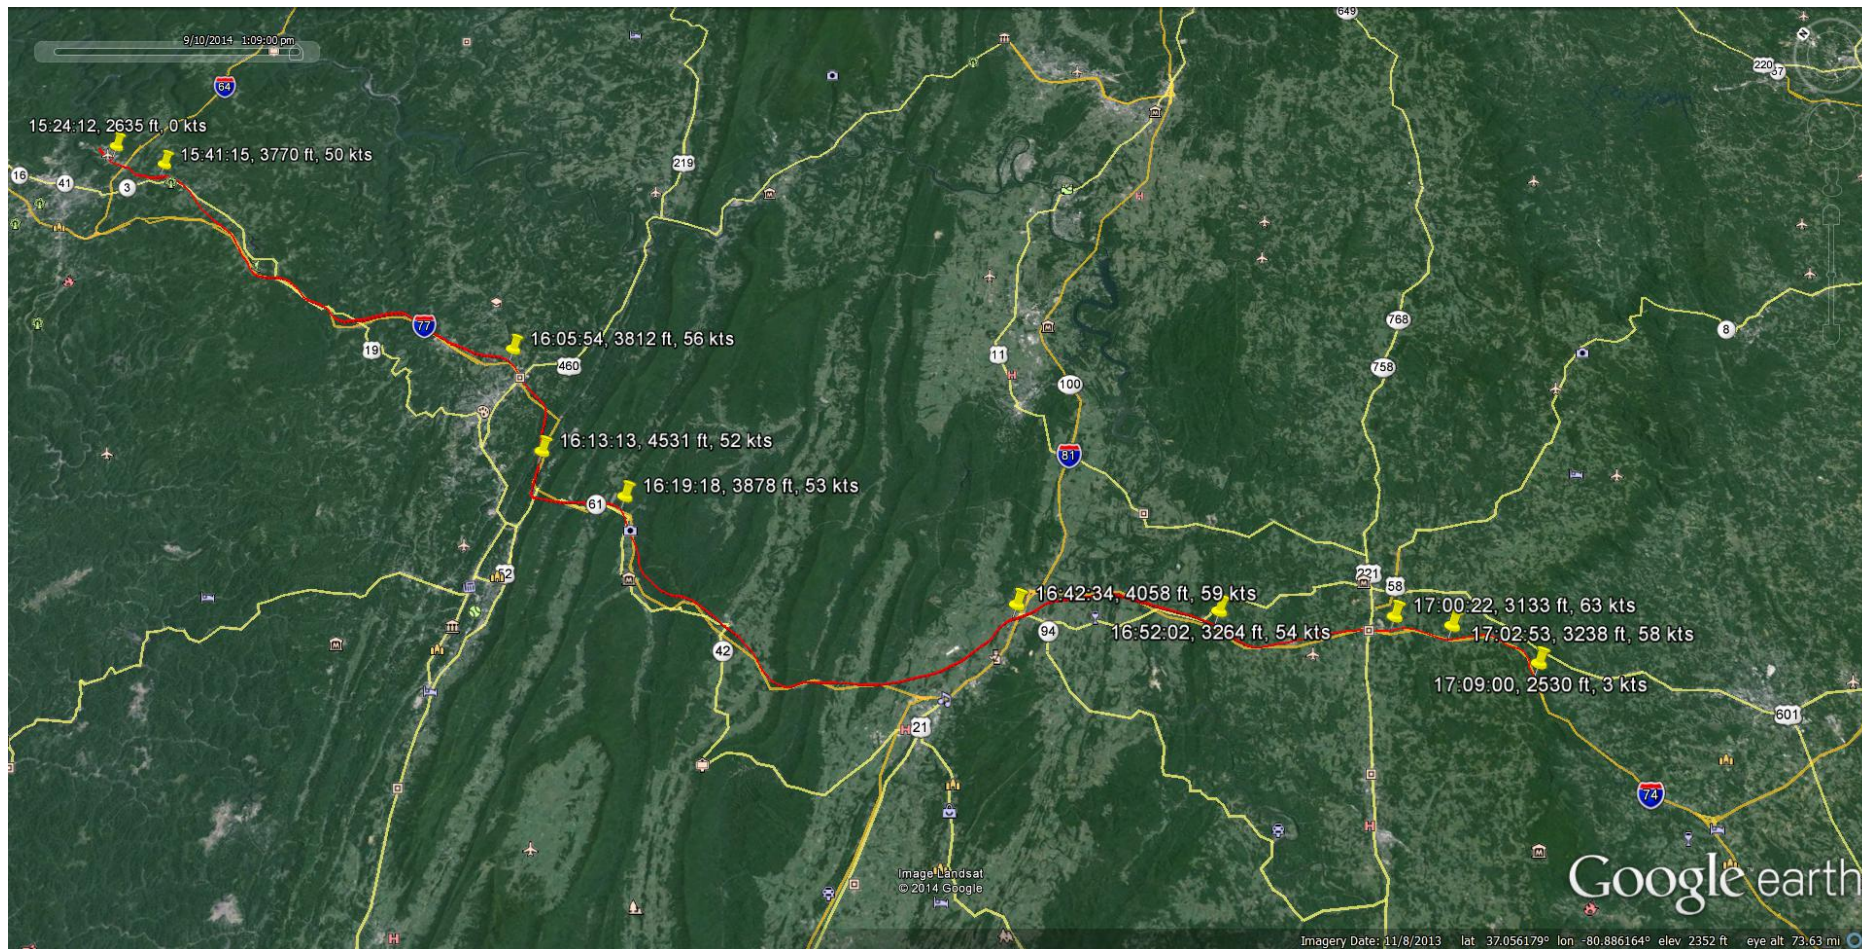 9/10/2014 1:09:00 pm
649
220
57
64
15:24:12, 2635 ft, 0 kts
15:41:15, 3770 ft, 50 kts
219
16
41
3
77
768
8
16:05:54, 3812 ft, 56 kts
19
460
11
758
100
16:13:13, 4531 ft, 52 kts
81
16:19:18, 3878 ft, 53 kts
61
52
221
58
16:42:34, 4058 ft, 59 kts
17:00:22, 3133 ft, 63 kts
94
16:52:02, 3264 ft, 54 kts
17:02:53, 3238 ft, 58 kts
42
17:09:00, 2530 ft, 3 kts
601
21
74
Image Landsat
© 2014 Google
Google earth
Imagery Date: 11/8/2013 lat 37.056179° lon -80.886164° elev 2352 ft eye alt 73.63 mi